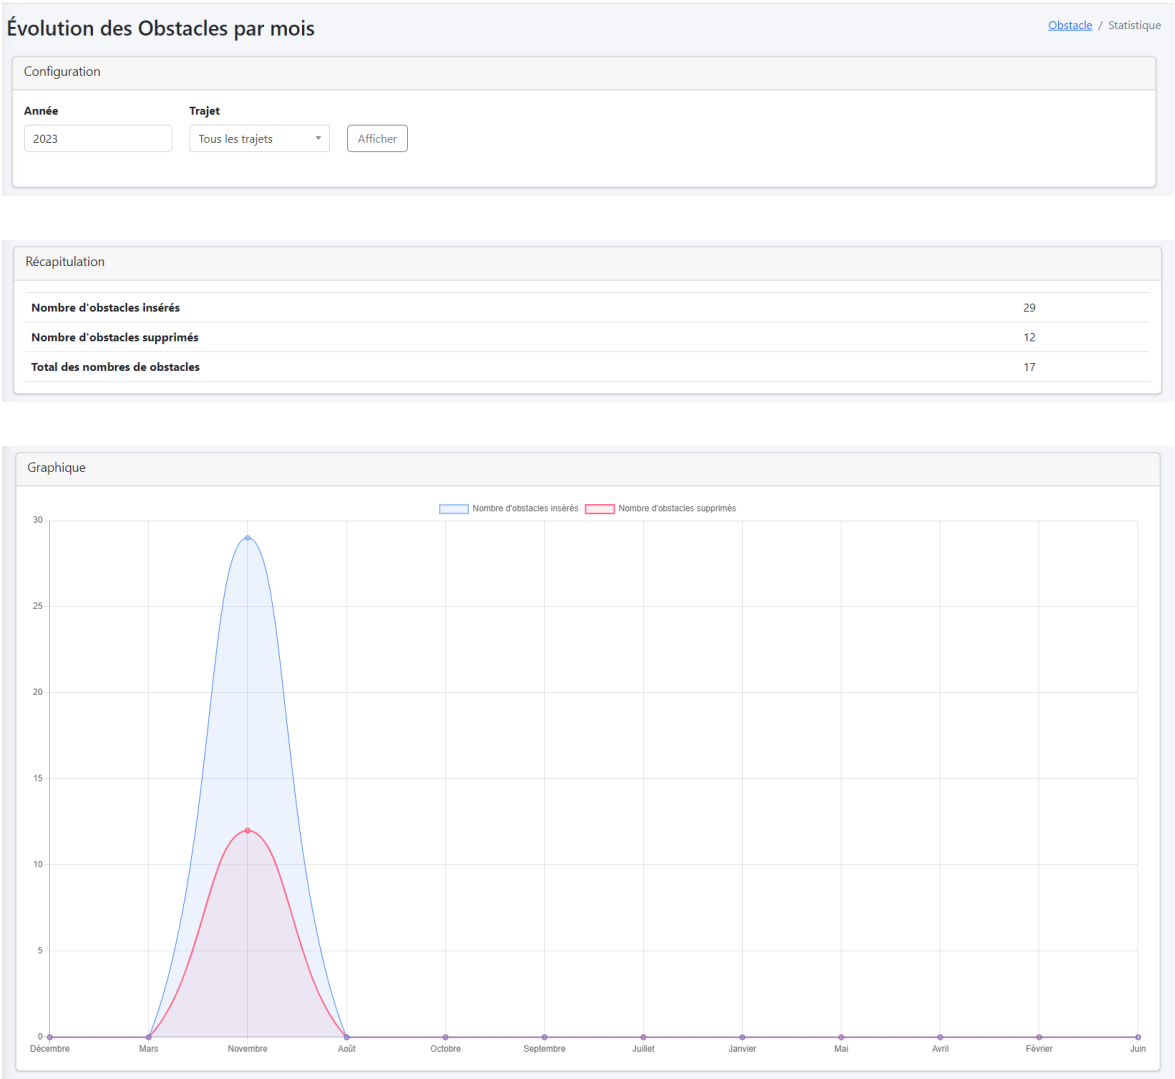 Évolution des Obstacles par mois
Obstacle / Statistique
Configuration
Année
Trajet
2023
Tous les trajets
Afficher
Récapitulation
Nombre d'obstacles insérés 29
Nombre d'obstacles supprimés 12
Total des nombres de obstacles 17
Graphique
Nombre d'obstacles insérés Nombre d'obstacles supprimés
30
25
20
15
10
5
0
Décembre Mars Novembre Août Octobre Septembre Juillet Janvier Mai Avril Février Juin